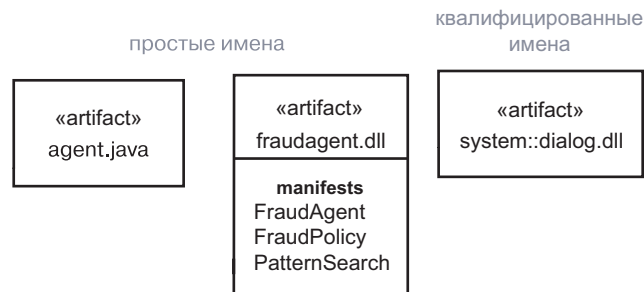 простые имена
квалифицированные
имена
«artifact»
agent.java
«artifact»
fraudagent.dll
manifests
FraudAgent
FraudPolicy
PatternSearch
«artifact»
system::dialog.dll